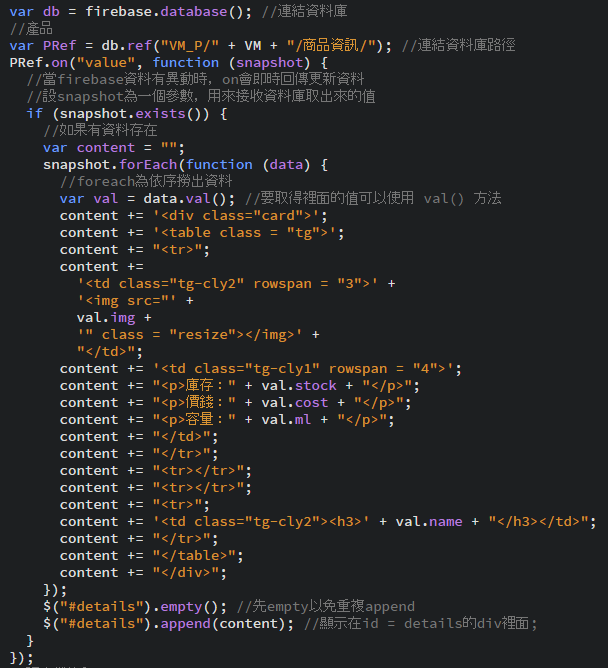 var db = firebase.database(); //連結資料庫
//產品
var PRef = db.ref("VM_P/" + VM + "/商品資訊/"); //連結資料庫路徑
PRef.on("value", function (snapshot) {
  //當firebase資料有異動時, on會即時回傳更新資料
  //設snapshot為一個參數, 用來接收資料庫取出來的值
  if (snapshot.exists()) {
    //如果有資料存在
    var content = "";
    snapshot.forEach(function (data) {
      //foreach為依序撈出資料
      var val = data.val(); //要取得裡面的值可以使用 val() 方法
      content += '<div class="card">';
      content += '<table class = "tg">';
      content += "<tr>";
      content +=
        '<td class="tg-cly2" rowspan = "3">' +
        '<img src="' +
        val.img +
        '" class = "resize"></img>' +
        "</td>";
      content += '<td class="tg-cly1" rowspan = "4">';
      content += "<p>庫存：" + val.stock + "</p>";
      content += "<p>價錢：" + val.cost + "</p>";
      content += "<p>容量：" + val.ml + "</p>";
      content += "</td>";
      content += "</tr>";
      content += "<tr></tr>";
      content += "<tr></tr>";
      content += "<tr>";
      content += '<td class="tg-cly2"><h3>' + val.name + "</h3></td>";
      content += "</tr>";
      content += "</table>";
      content += "</div>";
    });
    $("#details").empty(); //先empty以免重複append
    $("#details").append(content); //顯示在id = details的div裡面;
  }
});